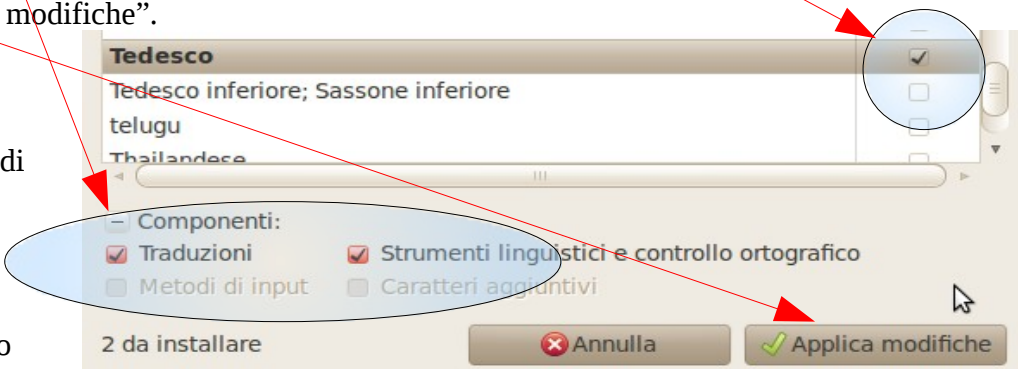 modifiche”.
Tedesco
Tedesco inferiore; Sassone inferiore
telugu
di
Thailandese
Componenti:
Traduzioni Strumenti linguistici e controllo ortografico
Metodi di input Caratteri aggiuntivi
o
2 da installare Annulla Applica modifiche